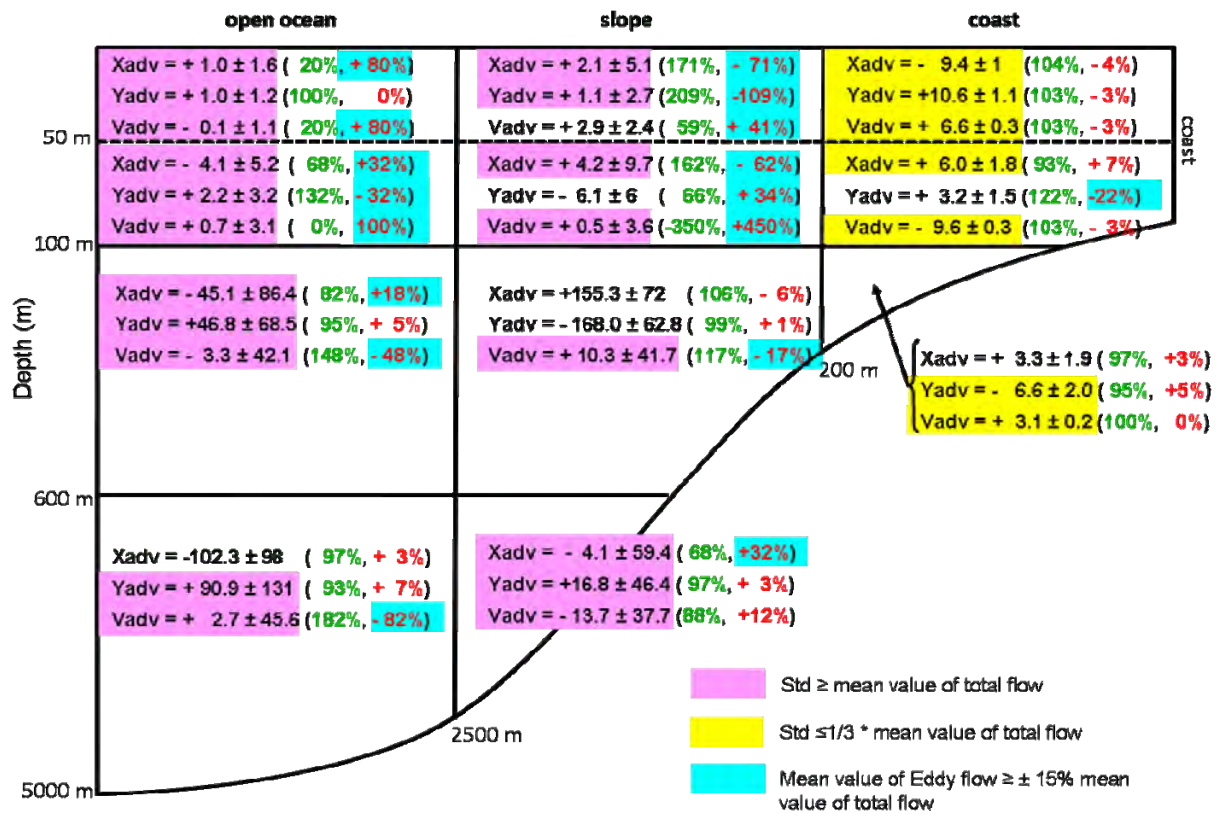 open ocean slope coast
Xadv = + 1.0 ± 1.6 ( 20%, + 80%)
Yadv = + 1.0 ± 1.2 (100%, 0%)
Vadv = - 0.1 ± 1.1 ( 20%, + 80%)
Xadv = + 2.1 ± 5.1 (171%, - 71%)
Yadv = + 1.1 ± 2.7 (209%, -109%)
Vadv = + 2.9 ± 2.4 ( 59%, + 41%)
Xadv = - 9.4 ± 1 (104%, - 4%)
Yadv = +10.6 ± 1.1 (103%, - 3%)
Vadv = + 6.6 ± 0.3 (103%, - 3%)
coast
50 m
Xadv = - 4.1 ± 5.2 ( 68%, +32%)
Yadv = + 2.2 ± 3.2 (132%, - 32%)
Vadv = + 0.7 ± 3.1 ( 0%, 100%)
Xadv = + 4.2 ± 9.7 (162%, - 62%)
Yadv = - 6.1 ± 6 ( 66%, + 34%)
Vadv = + 0.5 ± 3.6 (-350%, +450%)
Xadv = + 6.0 ± 1.8 ( 93%, + 7%)
Yadv = + 3.2 ± 1.5 (122%, -22%)
Vadv = - 9.6 ± 0.3 (103%, - 3%)
100 m
Depth (m)
Xadv = - 45.1 ± 86.4 ( 82%, +18%)
Yadv = +46.8 ± 68.5 ( 95%, + 5%)
Vadv = - 3.3 ± 42.1 (148%, - 48%)
Xadv = +155.3 ± 72 ( 106%, - 6%)
Yadv = - 168.0 ± 62.8 ( 99%, + 1%)
Vadv = + 10.3 ± 41.7 (117%, - 17%)
200 m
Xadv = + 3.3 ± 1.9 ( 97%, +3%)
Yadv = - 6.6 ± 2.0 ( 95%, +5%)
Vadv = + 3.1 ± 0.2 (100%, 0%)
600 m
Xadv = -102.3 ± 98 ( 97%, + 3%)
Yadv = + 90.9 ± 131 ( 93%, + 7%)
Vadv = + 2.7 ± 45.6 (182%, - 82%)
Xadv = - 4.1 ± 59.4 ( 68%, +32%)
Yadv = +16.8 ± 46.4 ( 97%, + 3%)
Vadv = - 13.7 ± 37.7 (88%, +12%)
2500 m
5000 m
Std ≥ mean value of total flow
Std ≤1/3 * mean value of total flow
Mean value of Eddy flow ≥ ± 15% mean
value of total flow